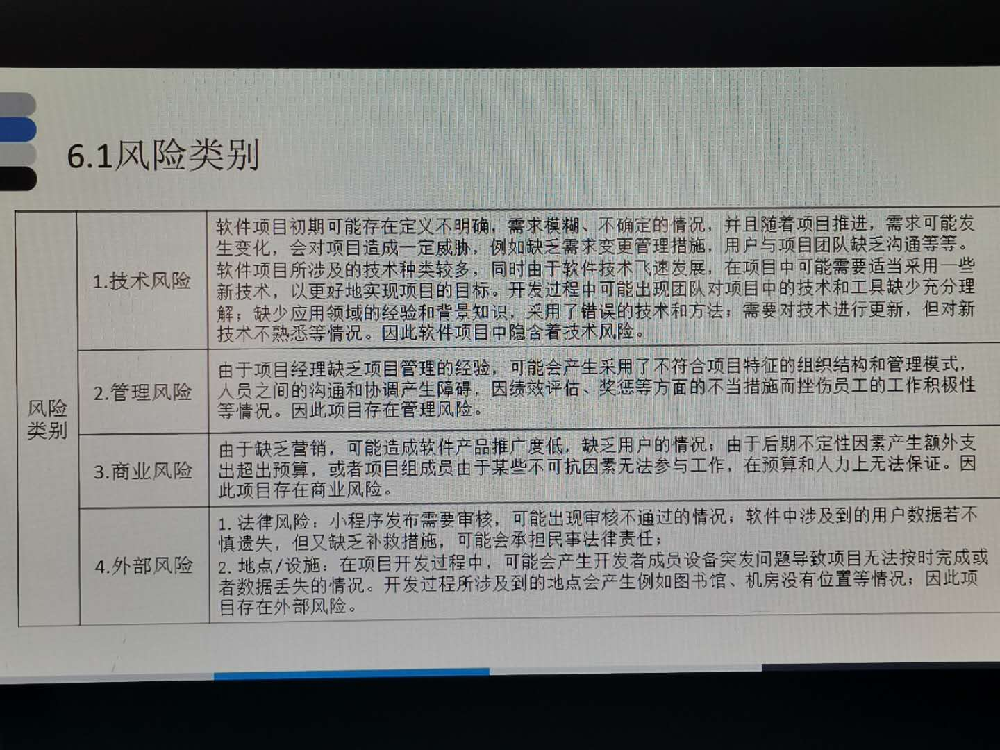 6.1风险类别
风险
类别
1.技术风险
软件项目初期可能存在定义不明确，需求模糊、不确定的情况，并且随着项目推进，需求可能发
生变化，会对项目造成一定威胁，例如缺乏需求变更管理措施，用户与项目团队缺乏沟通等等。
软件项目所涉及的技术种类较多，同时由于软件技术飞速发展，在项目中可能需要适当采用一些
新技术，以更好地实现项目的目标。开发过程中可能出现团队对项目中的技术和工具缺少充分理
解；缺少应用领域的经验和背景知识，采用了错误的技术和方法；需要对技术进行更新，但对新
技术不熟悉等情况。因此软件项目中隐含着技术风险。
2.管理风险
由于项目经理缺乏项目管理的经验，可能会产生采用了不符合项目特征的组织结构和管理模式，
人员之间的沟通和协调产生障碍，因绩效评估、奖惩等方面的不当措施而挫伤员工的工作积极性
等情况。因此项目存在管理风险。
3.商业风险
由于缺乏营销，可能造成软件产品推广度低，缺乏用户的情况；由于后期不定性因素产生额外支
出超出预算，或者项目组成员由于某些不可抗因素无法参与工作，在预算和人力上无法保证。因
此项目存在商业风险。
4.外部风险
1. 法律风险：小程序发布需要审核，可能出现审核不通过的情况；软件中涉及到的用户数据若不
慎遗失，但又缺乏补救措施，可能会承担民事法律责任；
2. 地点/设施：在项目开发过程中，可能会产生开发者成员设备突发问题导致项目无法按时完成或
者数据丢失的情况。开发过程所涉及到的地点会产生例如图书馆、机房没有位置等情况；因此项
目存在外部风险。